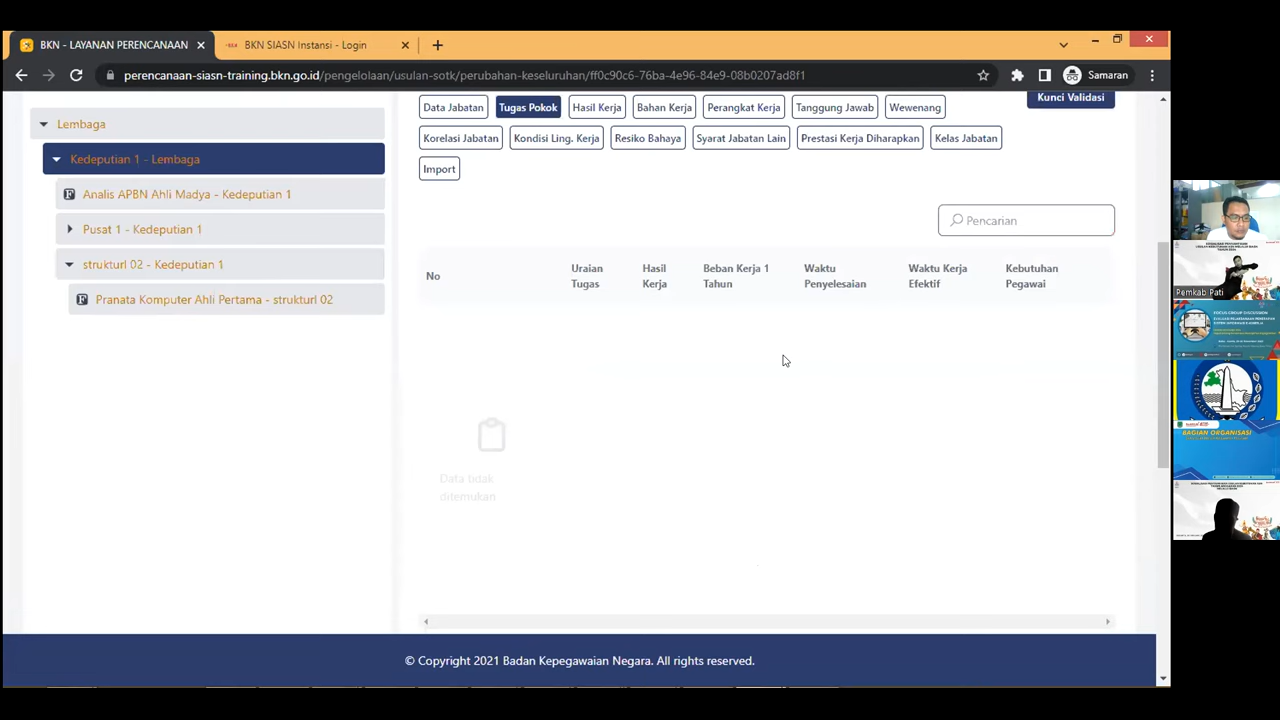 BKN - LAYANAN PERENCANAAN
BKN SIASN Instansi - Login
perencanaan-siasn-training.bkn.go.id/pengelolaan/usulan-sotk/perubahan-keseluruhan/ff0c90c6-76ba-4e96-84e9-08b0207ad8f1
Samaran
Lembaga
Kedeputian 1 - Lembaga
Analis APBN Ahli Madya - Kedeputian 1
Pusat 1 - Kedeputian 1
strukturl 02 - Kedeputian 1
Pranata Komputer Ahli Pertama - strukturl 02
Data Jabatan Tugas Pokok Hasil Kerja Bahan Kerja Perangkat Kerja Tanggung Jawab Wewenang
Kunci Validasi
Korelasi Jabatan Kondisi Ling. Kerja Resiko Bahaya Syarat Jabatan Lain Prestasi Kerja Diharapkan Kelas Jabatan
Import
Pencarian
No
Uraian Tugas
Hasil Kerja
Beban Kerja 1 Tahun
Waktu Penyelesaian
Waktu Kerja Efektif
Kebutuhan Pegawai
Data tidak
ditemukan
© Copyright 2021 Badan Kepegawaian Negara. All rights reserved.
Pemkab Pati
FOCUS GROUP DISCUSSION
BAGIAN ORGANISASI